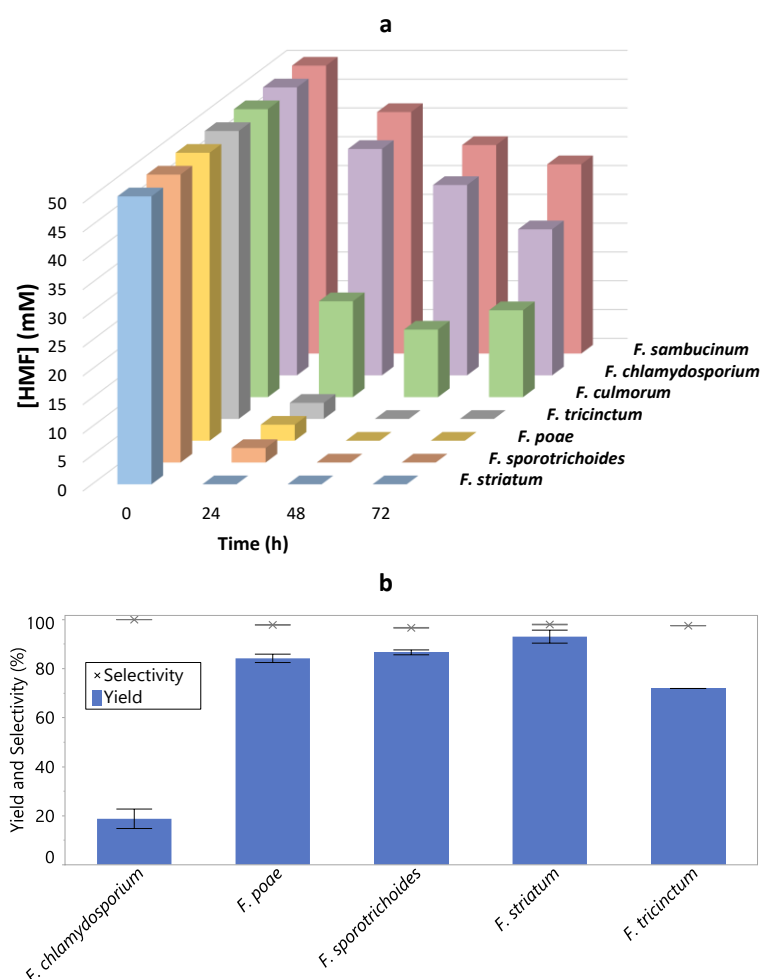 a
50
45
40
35
30
25
20
15
10
5
0
[HMF] (mM)
0 24 48 72
Time (h)
F. sambucinum
F. chlamydosporium
F. culmorum
F. tricinctum
F. poae
F. sporotrichoides
F. striatum
b
100
80
60
40
20
0
Yield and Selectivity (%)
× Selectivity
Yield
F. chlamydosporium
F. poae
F. sporotrichoides
F. striatum
F. tricinctum